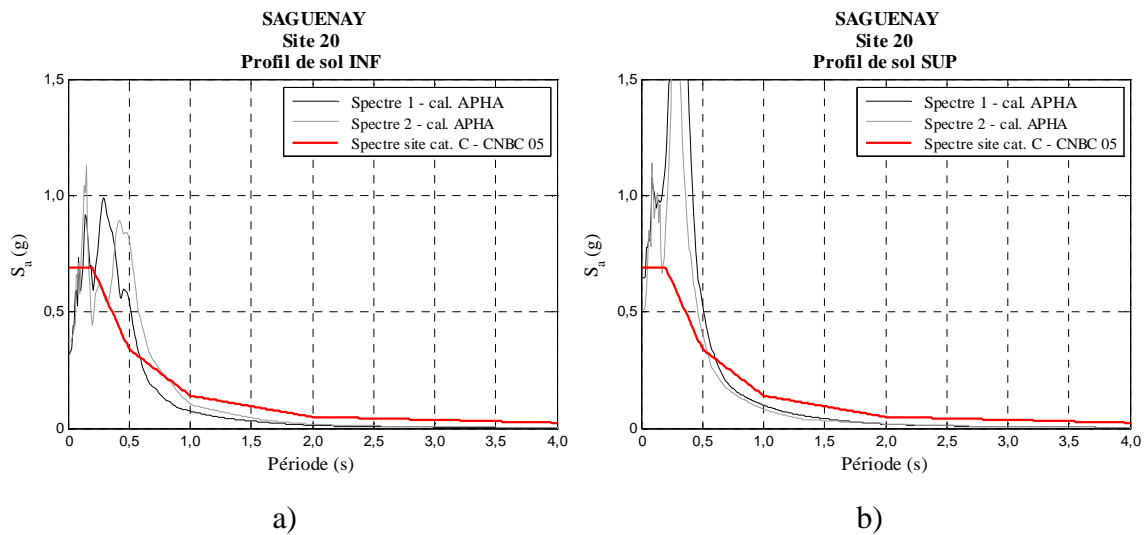 SAGUENAY
Site 20
Profil de sol INF
1,5
1,0
0,5
0
S_a (g)
Spectre 1 - cal. APHA
Spectre 2 - cal. APHA
Spectre site cat. C - CNBC 05
0 0,5 1,0 1,5 2,0 2,5 3,0 3,5 4,0
Période (s)
a)
SAGUENAY
Site 20
Profil de sol SUP
1,5
1,0
0,5
0
S_a (g)
Spectre 1 - cal. APHA
Spectre 2 - cal. APHA
Spectre site cat. C - CNBC 05
0 0,5 1,0 1,5 2,0 2,5 3,0 3,5 4,0
Période (s)
b)